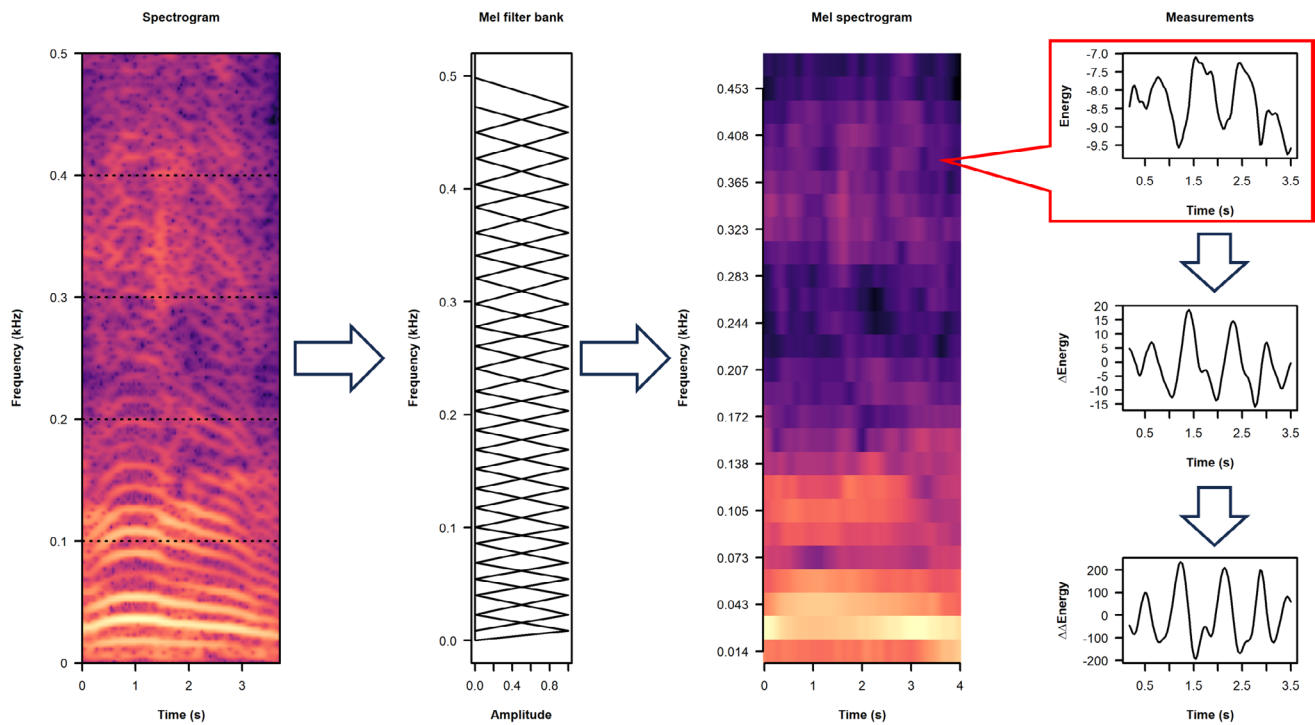 Spectrogram
Mel filter bank
Mel spectrogram
Measurements
Frequency (kHz)
0.5
0.4
0.3
0.2
0.1
0
0 1 2 3
Time (s)
Frequency (kHz)
0.5
0.4
0.3
0.2
0.1
0.0
0.0 0.4 0.8
Amplitude
Frequency (kHz)
0.453
0.408
0.365
0.323
0.283
0.244
0.207
0.172
0.138
0.105
0.073
0.043
0.014
0 1 2 3 4
Time (s)
Energy
-7.0
-7.5
-8.0
-8.5
-9.0
-9.5
0.5 1.5 2.5 3.5
Time (s)
ΔEnergy
20
15
10
5
0
-5
-10
-15
0.5 1.5 2.5 3.5
Time (s)
ΔΔEnergy
200
100
0
-100
-200
0.5 1.5 2.5 3.5
Time (s)